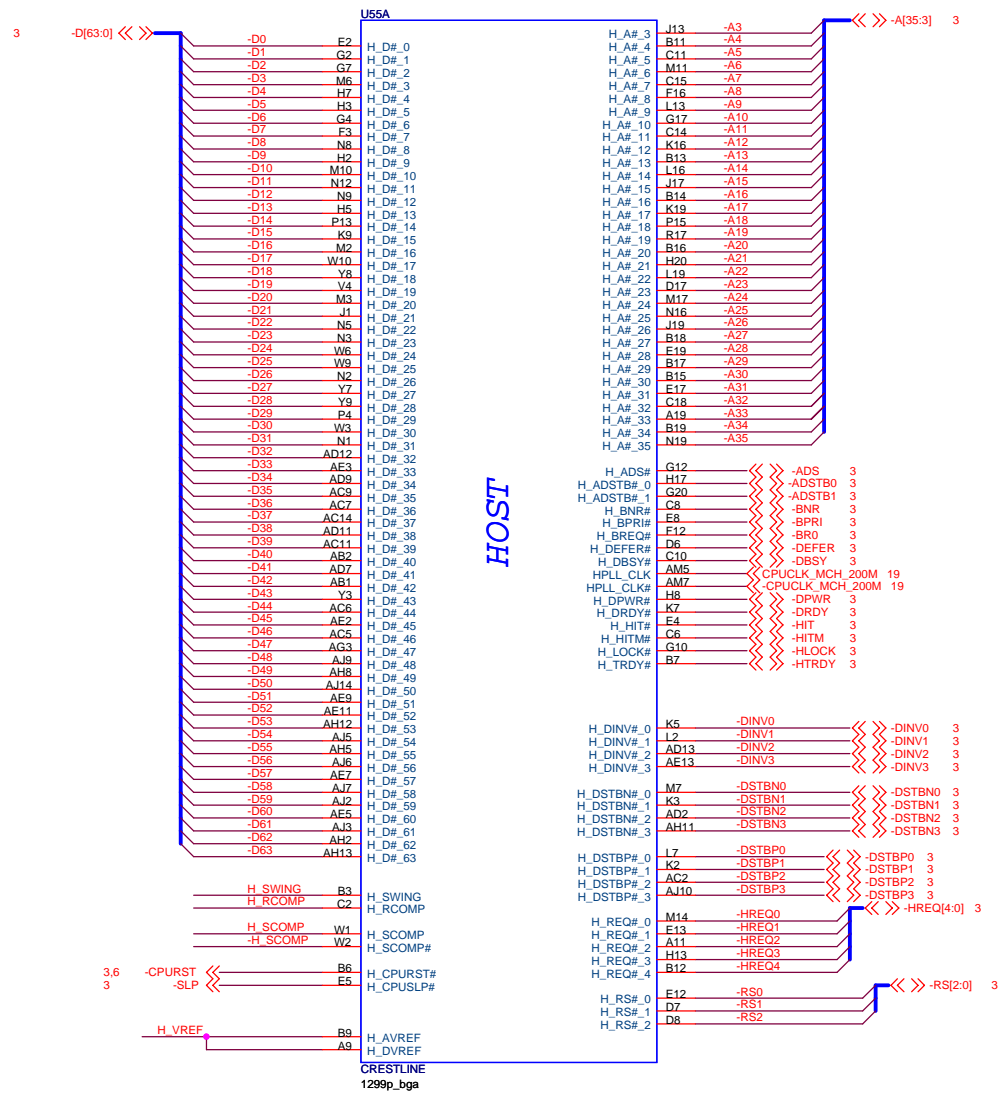 U55A
3 -D[63:0]
-D0 E2 H_D#_0
-D1 G2 H_D#_1
-D2 G7 H_D#_2
-D3 M6 H_D#_3
-D4 H7 H_D#_4
-D5 H3 H_D#_5
-D6 G4 H_D#_6
-D7 F3 H_D#_7
-D8 N8 H_D#_8
-D9 H2 H_D#_9
-D10 M10 H_D#_10
-D11 N12 H_D#_11
-D12 N9 H_D#_12
-D13 H5 H_D#_13
-D14 P13 H_D#_14
-D15 K9 H_D#_15
-D16 M2 H_D#_16
-D17 W10 H_D#_17
-D18 Y8 H_D#_18
-D19 V4 H_D#_19
-D20 M3 H_D#_20
-D21 J1 H_D#_21
-D22 N5 H_D#_22
-D23 N3 H_D#_23
-D24 W6 H_D#_24
-D25 W9 H_D#_25
-D26 N2 H_D#_26
-D27 Y7 H_D#_27
-D28 Y9 H_D#_28
-D29 P4 H_D#_29
-D30 W3 H_D#_30
-D31 N1 H_D#_31
-D32 AD12 H_D#_32
-D33 AE3 H_D#_33
-D34 AD9 H_D#_34
-D35 AC9 H_D#_35
-D36 AC7 H_D#_36
-D37 AC14 H_D#_37
-D38 AD11 H_D#_38
-D39 AC11 H_D#_39
-D40 AB2 H_D#_40
-D41 AD7 H_D#_41
-D42 AB1 H_D#_42
-D43 Y3 H_D#_43
-D44 AC6 H_D#_44
-D45 AE2 H_D#_45
-D46 AC5 H_D#_46
-D47 AG3 H_D#_47
-D48 AJ9 H_D#_48
-D49 AH8 H_D#_49
-D50 AJ14 H_D#_50
-D51 AE9 H_D#_51
-D52 AE11 H_D#_52
-D53 AH12 H_D#_53
-D54 AJ5 H_D#_54
-D55 AH5 H_D#_55
-D56 AJ6 H_D#_56
-D57 AE7 H_D#_57
-D58 AJ7 H_D#_58
-D59 AJ2 H_D#_59
-D60 AE5 H_D#_60
-D61 AJ3 H_D#_61
-D62 AH2 H_D#_62
-D63 AH13 H_D#_63
H_SWING B3 H_SWING
H_RCOMP C2 H_RCOMP
H_SCOMP W1 H_SCOMP
-H_SCOMP W2 H_SCOMP#
3,6 -CPURST B6 H_CPURST#
3 -SLP E5 H_CPUSLP#
H_VREF B9 H_AVREF
A9 H_DVREF
HOST
-A[35:3] 3
H_A#_3 J13 -A3
H_A#_4 B11 -A4
H_A#_5 C11 -A5
H_A#_6 M11 -A6
H_A#_7 C15 -A7
H_A#_8 F16 -A8
H_A#_9 L13 -A9
H_A#_10 G17 -A10
H_A#_11 C14 -A11
H_A#_12 K16 -A12
H_A#_13 B13 -A13
H_A#_14 L16 -A14
H_A#_15 J17 -A15
H_A#_16 B14 -A16
H_A#_17 K19 -A17
H_A#_18 P15 -A18
H_A#_19 R17 -A19
H_A#_20 B16 -A20
H_A#_21 H20 -A21
H_A#_22 L19 -A22
H_A#_23 D17 -A23
H_A#_24 M17 -A24
H_A#_25 N16 -A25
H_A#_26 J19 -A26
H_A#_27 B18 -A27
H_A#_28 E19 -A28
H_A#_29 B17 -A29
H_A#_30 B15 -A30
H_A#_31 E17 -A31
H_A#_32 C18 -A32
H_A#_33 A19 -A33
H_A#_34 B19 -A34
H_A#_35 N19 -A35
H_ADS# G12 -ADS 3
H_ADSTB#_0 H17 -ADSTB0 3
H_ADSTB#_1 G20 -ADSTB1 3
H_BNR# C8 -BNR 3
H_BPRI# E8 -BPRI 3
H_BREQ# F12 -BR0 3
H_DEFER# D6 -DEFER 3
H_DBSY# C10 -DBSY 3
HPLL_CLK AM5 CPUCLK_MCH_200M 19
HPLL_CLK# AM7 -CPUCLK_MCH_200M 19
H_DPWR# H8 -DPWR 3
H_DRDY# K7 -DRDY 3
H_HIT# E4 -HIT 3
H_HITM# C6 -HITM 3
H_LOCK# G10 -HLOCK 3
H_TRDY# B7 -HTRDY 3
H_DINV#_0 K5 -DINV0 -DINV0 3
H_DINV#_1 L2 -DINV1 -DINV1 3
H_DINV#_2 AD13 -DINV2 -DINV2 3
H_DINV#_3 AE13 -DINV3 -DINV3 3
H_DSTBN#_0 M7 -DSTBN0 -DSTBN0 3
H_DSTBN#_1 K3 -DSTBN1 -DSTBN1 3
H_DSTBN#_2 AD2 -DSTBN2 -DSTBN2 3
H_DSTBN#_3 AH11 -DSTBN3 -DSTBN3 3
H_DSTBP#_0 L7 -DSTBP0 -DSTBP0 3
H_DSTBP#_1 K2 -DSTBP1 -DSTBP1 3
H_DSTBP#_2 AC2 -DSTBP2 -DSTBP2 3
H_DSTBP#_3 AJ10 -DSTBP3 -DSTBP3 3
-HREQ[4:0] 3
H_REQ#_0 M14 -HREQ0
H_REQ#_1 E13 -HREQ1
H_REQ#_2 A11 -HREQ2
H_REQ#_3 H13 -HREQ3
H_REQ#_4 B12 -HREQ4
-RS[2:0] 3
H_RS#_0 E12 -RS0
H_RS#_1 D7 -RS1
H_RS#_2 D8 -RS2
CRESTLINE
1299p_bga